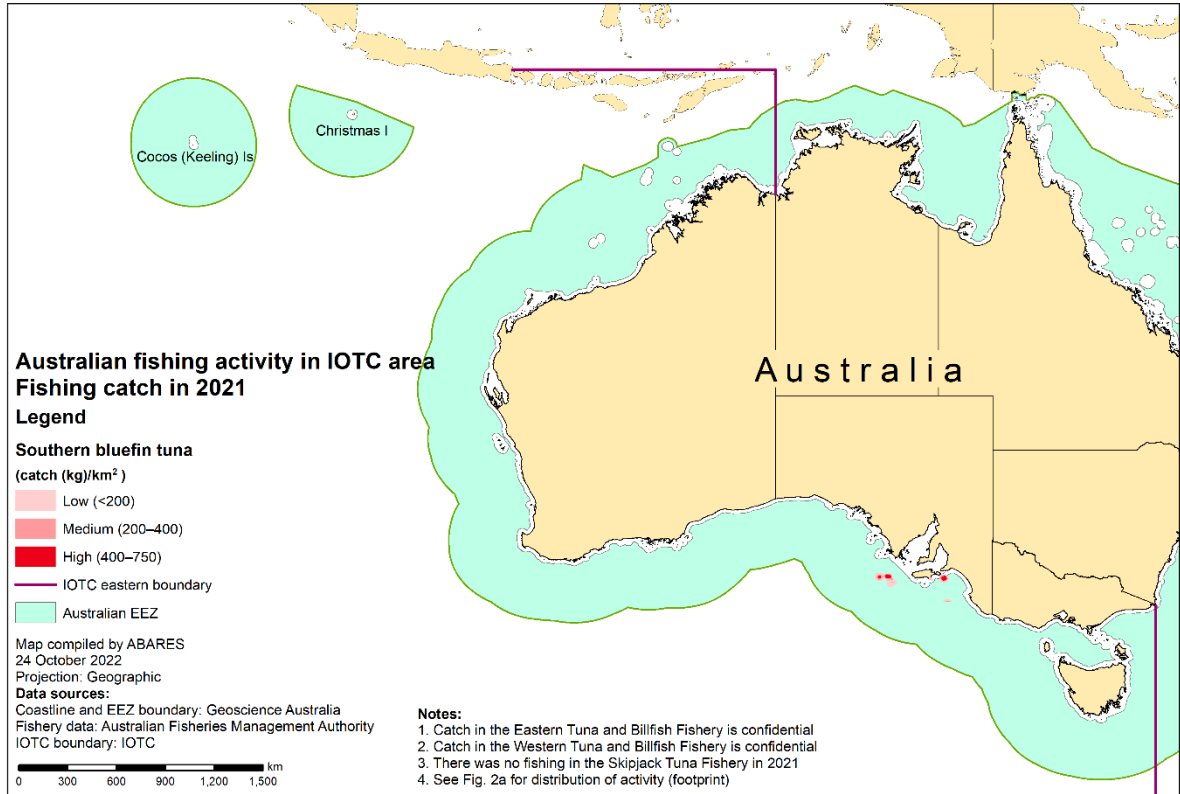 Cocos (Keeling) Is
Christmas I
Australia
Australian fishing activity in IOTC area
Fishing catch in 2021
Legend
Southern bluefin tuna
(catch (kg)/km² )
Low (<200)
Medium (200–400)
High (400–750)
IOTC eastern boundary
Australian EEZ
Map compiled by ABARES
24 October 2022
Projection: Geographic
Data sources:
Coastline and EEZ boundary: Geoscience Australia
Fishery data: Australian Fisheries Management Authority
IOTC boundary: IOTC
km
0 300 600 900 1,200 1,500
Notes:
1. Catch in the Eastern Tuna and Billfish Fishery is confidential
2. Catch in the Western Tuna and Billfish Fishery is confidential
3. There was no fishing in the Skipjack Tuna Fishery in 2021
4. See Fig. 2a for distribution of activity (footprint)